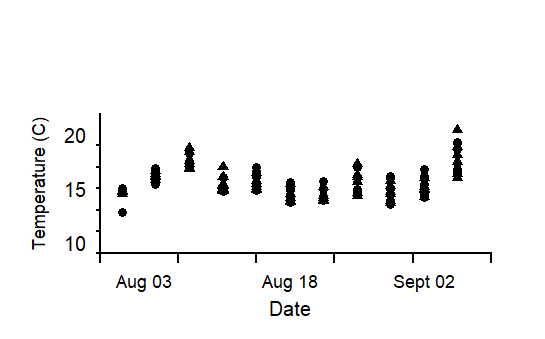 Temperature (C)
20
15
10
Aug 03
Aug 18
Sept 02
Date